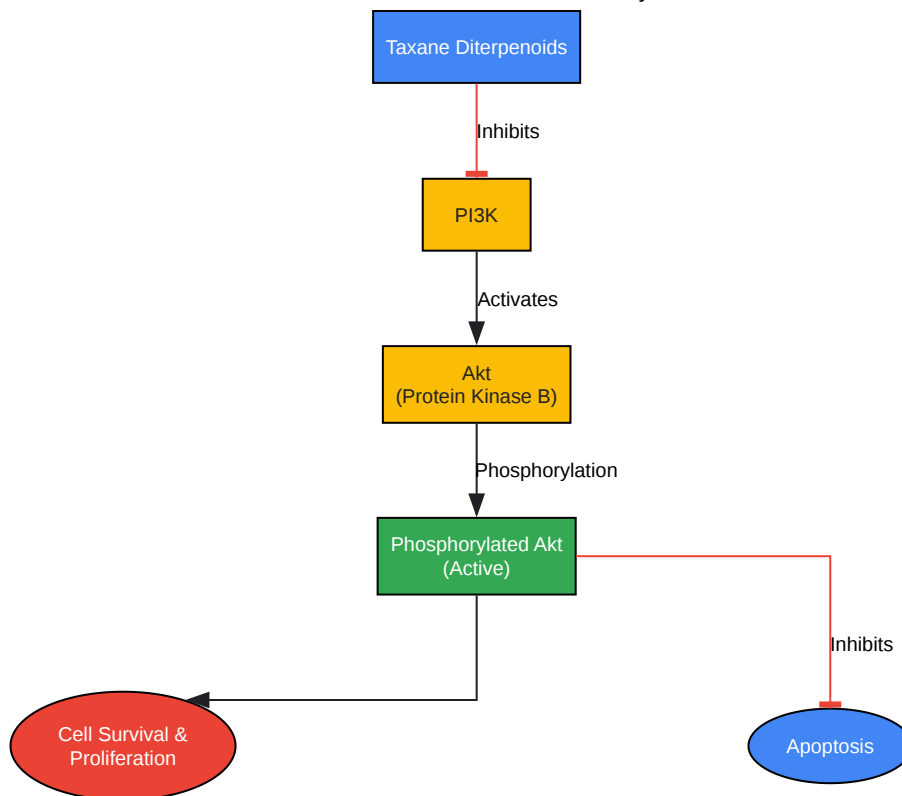 Taxane Diterpenoids
Inhibits
PI3K
Activates
Akt
(Protein Kinase B)
Phosphorylation
Phosphorylated Akt
(Active)
Inhibits
Cell Survival &
Proliferation
Apoptosis